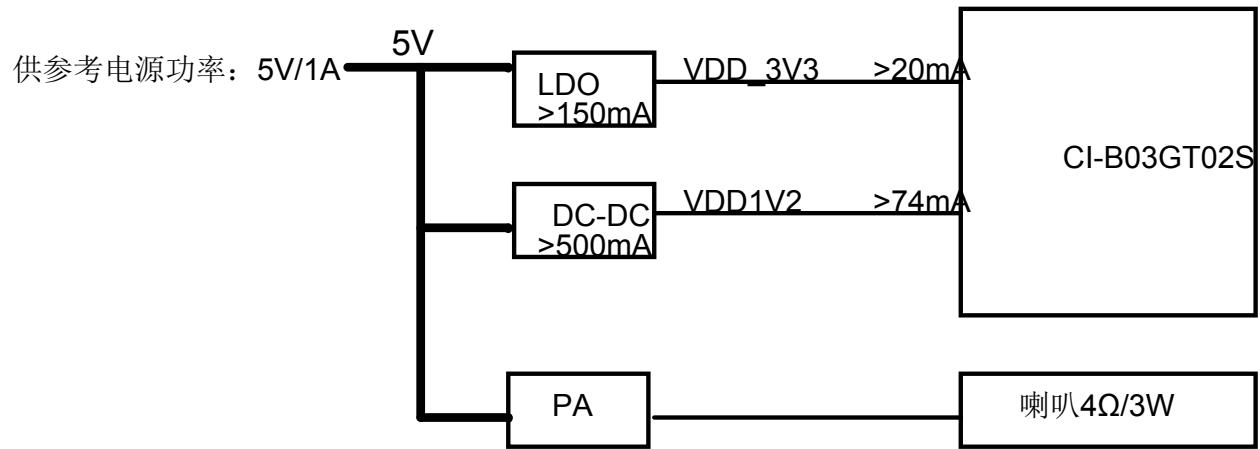 供参考电源功率：5V/1A
5V
LDO
>150mA
VDD_3V3
>20mA
CI-B03GT02S
DC-DC
>500mA
VDD1V2
>74mA
PA
喇叭4Ω/3W